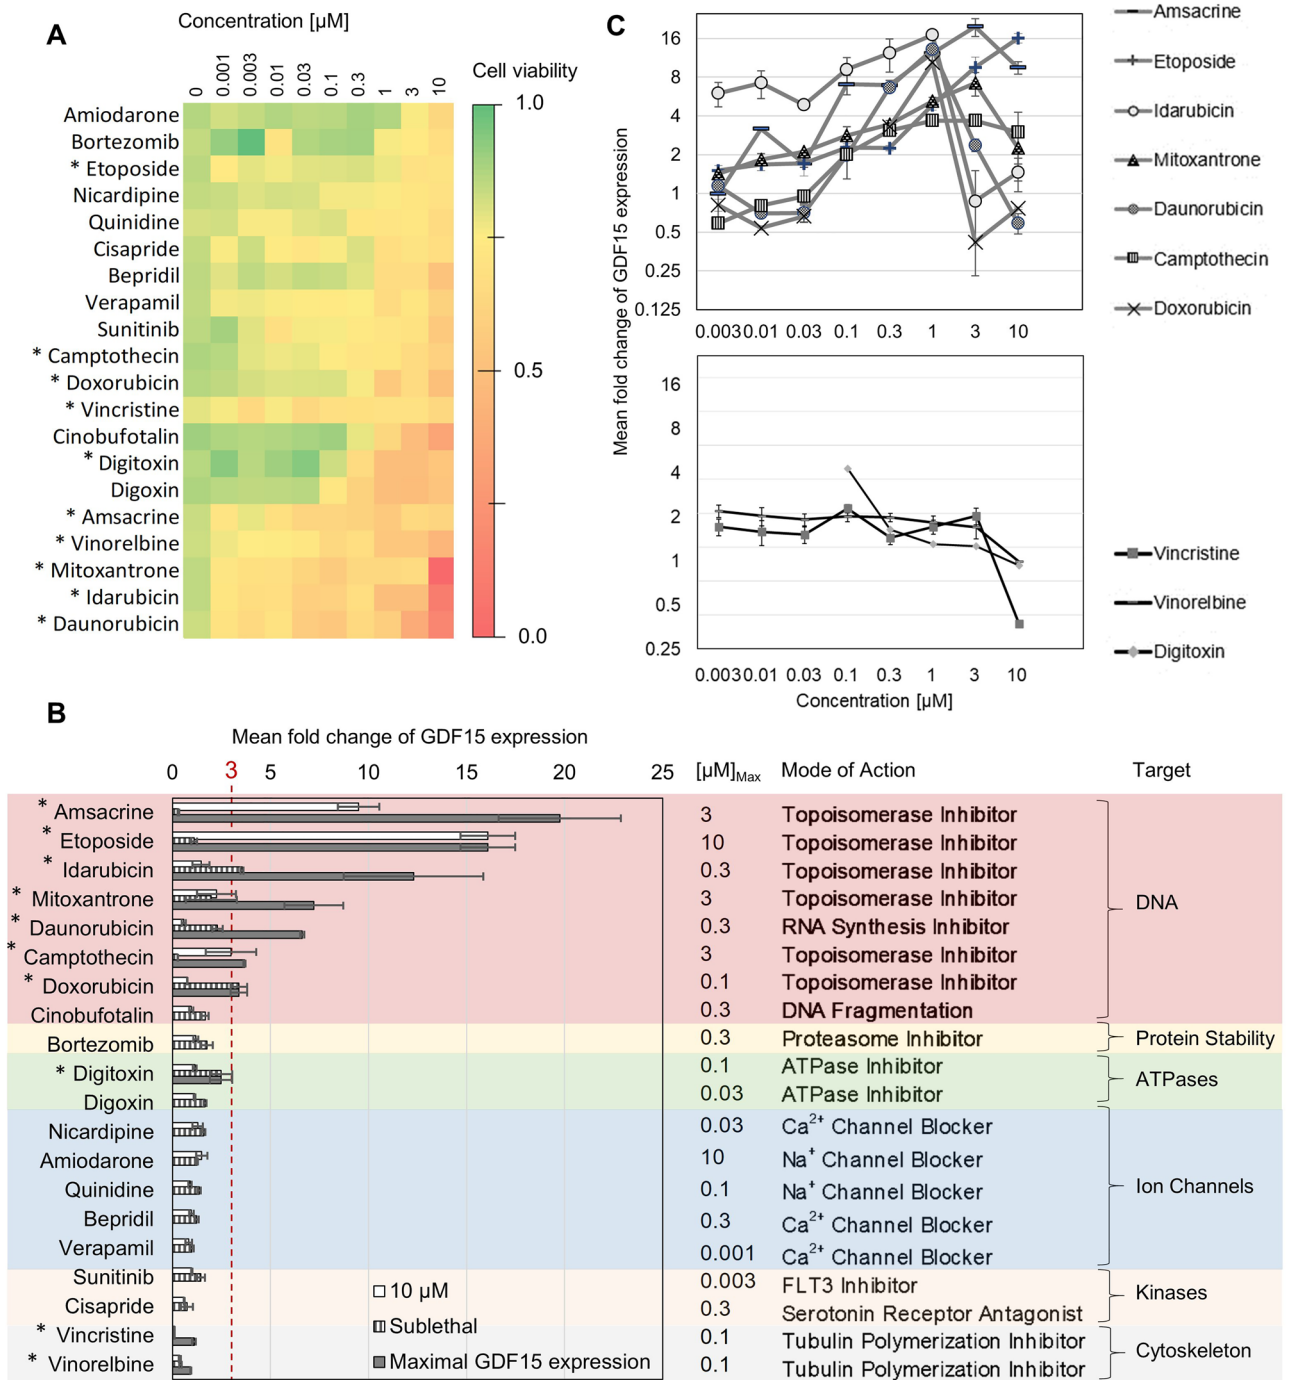 A
Concentration [µM]
0 0.001 0.003 0.01 0.03 0.1 0.3 1 3 10
Amiodarone
Bortezomib
* Etoposide
Nicardipine
Quinidine
Cisapride
Bepridil
Verapamil
Sunitinib
* Camptothecin
* Doxorubicin
* Vincristine
Cinobufotalin
* Digitoxin
Digoxin
* Amsacrine
* Vinorelbine
* Mitoxantrone
* Idarubicin
* Daunorubicin
Cell viability
1.0
0.5
0.0
C
Mean fold change of GDF15 expression
16
8
4
2
1
0.5
0.25
0.125
0.003 0.01 0.03 0.1 0.3 1 3 10
Amsacrine
Etoposide
Idarubicin
Mitoxantrone
Daunorubicin
Camptothecin
Doxorubicin
16
8
4
2
1
0.5
0.25
0.003 0.01 0.03 0.1 0.3 1 3 10
Concentration [µM]
Vincristine
Vinorelbine
Digitoxin
B
Mean fold change of GDF15 expression
0 3 5 10 15 20 25 [µM]Max Mode of Action Target
* Amsacrine 3 Topoisomerase Inhibitor
* Etoposide 10 Topoisomerase Inhibitor
* Idarubicin 0.3 Topoisomerase Inhibitor
* Mitoxantrone 3 Topoisomerase Inhibitor DNA
* Daunorubicin 0.3 RNA Synthesis Inhibitor
* Camptothecin 3 Topoisomerase Inhibitor
* Doxorubicin 0.1 Topoisomerase Inhibitor
Cinobufotalin 0.3 DNA Fragmentation
Bortezomib 0.3 Proteasome Inhibitor Protein Stability
* Digitoxin 0.1 ATPase Inhibitor ATPases
Digoxin 0.03 ATPase Inhibitor
Nicardipine 0.03 Ca2+ Channel Blocker
Amiodarone 10 Na+ Channel Blocker
Quinidine 0.1 Na+ Channel Blocker Ion Channels
Bepridil 0.3 Ca2+ Channel Blocker
Verapamil 0.001 Ca2+ Channel Blocker
Sunitinib 0.003 FLT3 Inhibitor Kinases
Cisapride 0.3 Serotonin Receptor Antagonist
* Vincristine 0.1 Tubulin Polymerization Inhibitor Cytoskeleton
* Vinorelbine 0.1 Tubulin Polymerization Inhibitor
10 µM
Sublethal
Maximal GDF15 expression